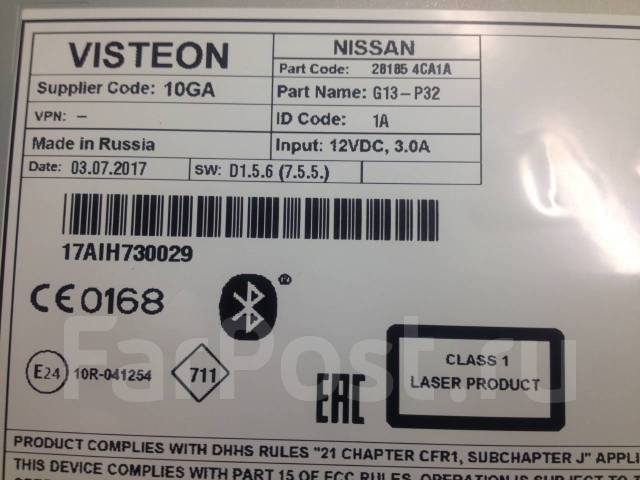 VISTEON
NISSAN
Part Code: 28185 4CA1A
Supplier Code: 10GA
Part Name: G13-P32
VPN: -
ID Code: 1A
Made in Russia
Input: 12VDC, 3.0A
Date: 03.07.2017
SW: D1.5.6 (7.5.5.)
17AIH730029
CE0168
E24
10R-041254
711
EAC
CLASS 1
LASER PRODUCT
FarPost.ru
PRODUCT COMPLIES WITH DHHS RULES "21 CHAPTER CFR1, SUBCHAPTER J" APPLI
THIS DEVICE COMPLIES WITH PART 15 OF FCC RULES. OPERATION IS SUBJECT TO